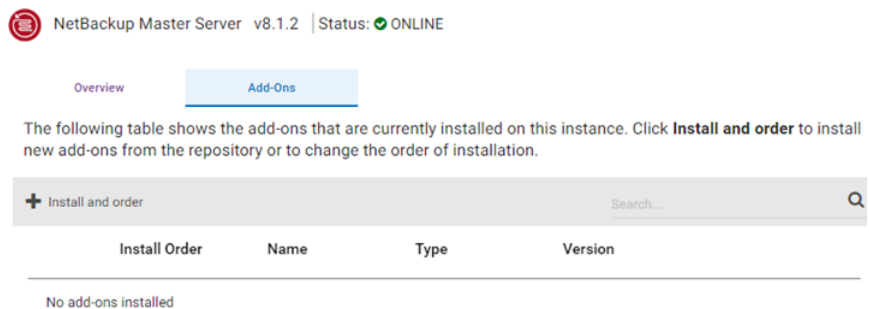 NetBackup Master Server v8.1.2 Status: ONLINE
Overview Add-Ons
The following table shows the add-ons that are currently installed on this instance. Click Install and order to install
new add-ons from the repository or to change the order of installation.
Install and order Search...
Install Order Name Type Version
No add-ons installed